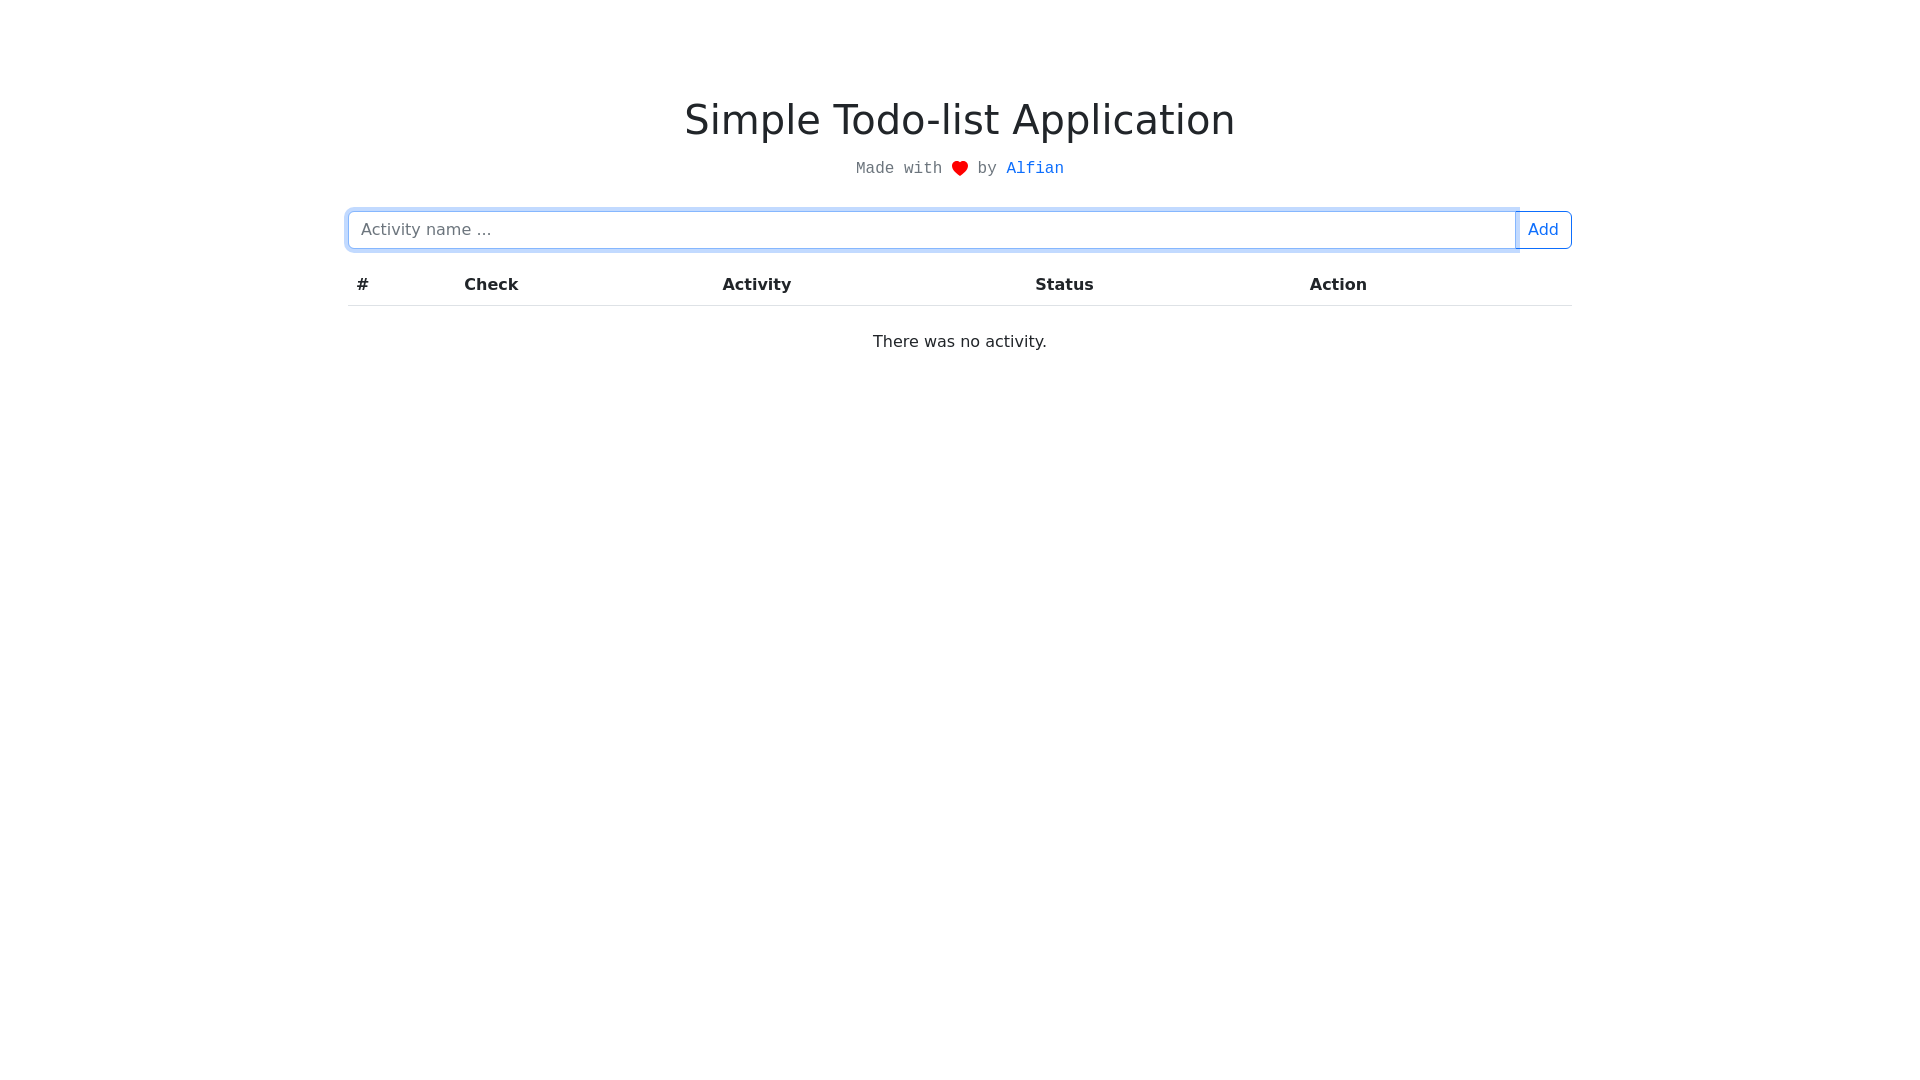 Simple Todo-list Application
Made with by Alfian
Activity name ...
Add
# Check Activity Status Action
There was no activity.